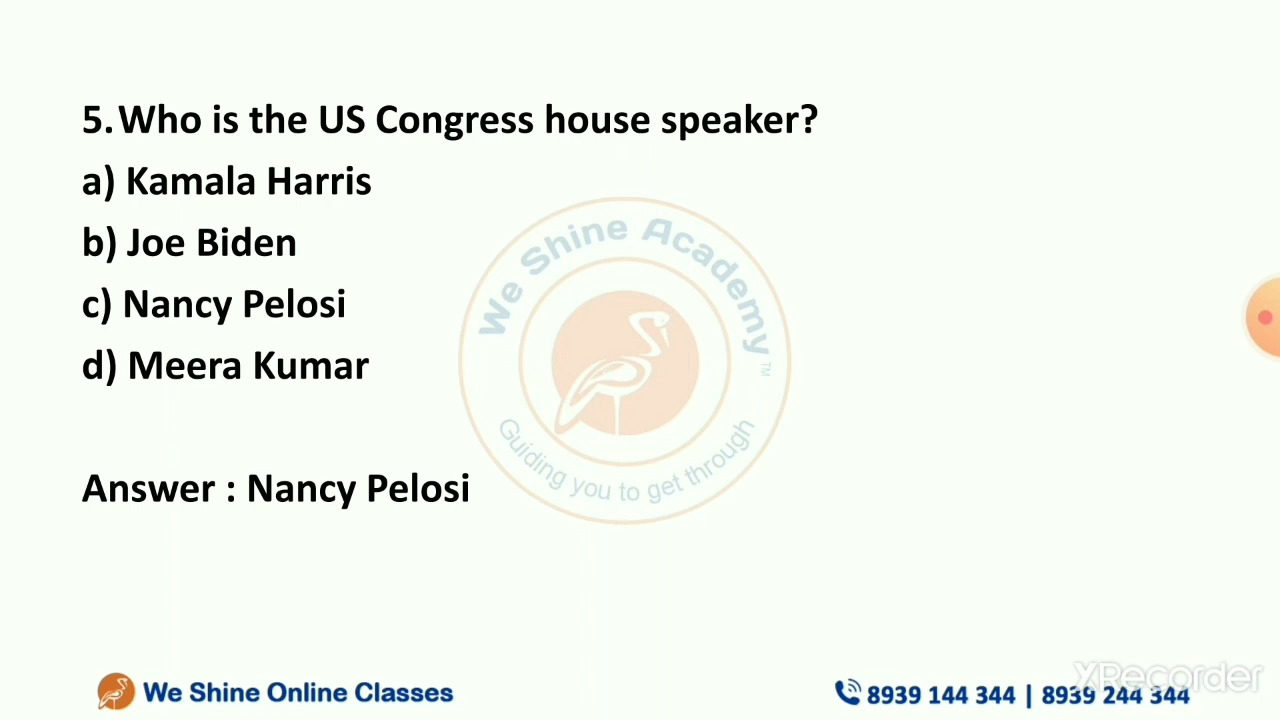 5. Who is the US Congress house speaker?
a) Kamala Harris
b) Joe Biden
c) Nancy Pelosi
d) Meera Kumar
We Shine Academy TM
Guiding you to get through
Answer : Nancy Pelosi
We Shine Online Classes
8939 144 344 | 8939 244 344
XRecorder